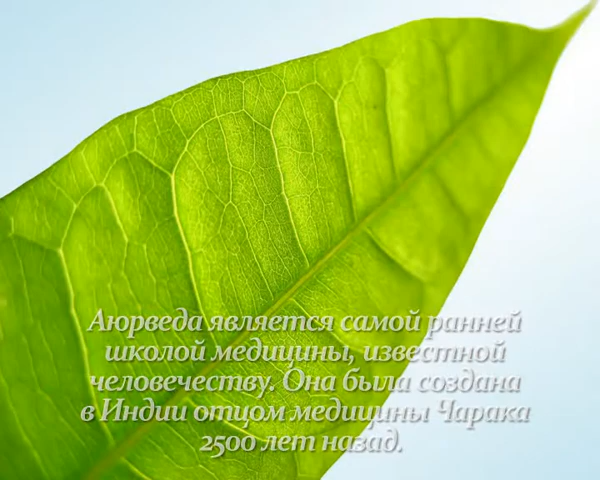 Аюрведа является самой ранней
школой медицины, известной
человечеству. Она была создана
в Индии отцом медицины Чарака
2500 лет назад.